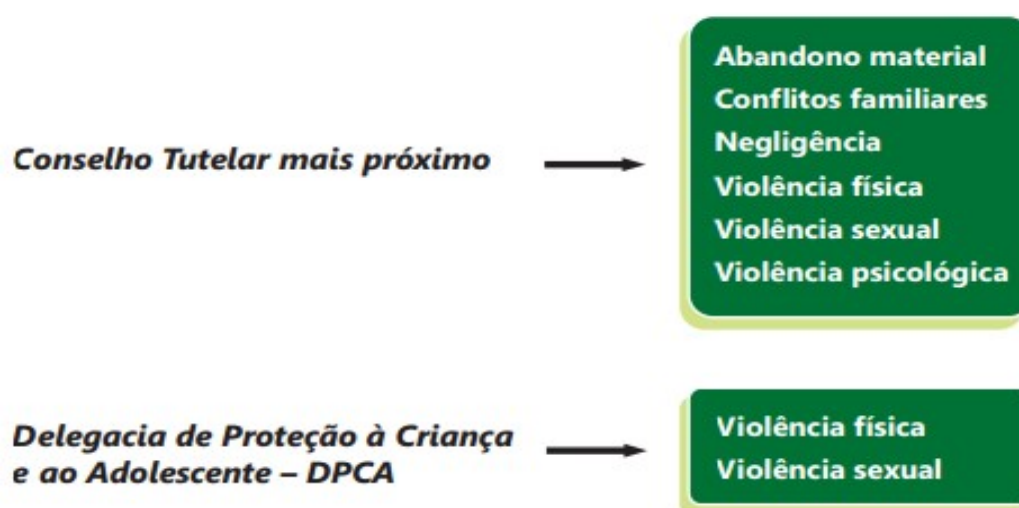 Conselho Tutelar mais próximo
Abandono material
Conflitos familiares
Negligência
Violência física
Violência sexual
Violência psicológica
Delegacia de Proteção à Criança
e ao Adolescente – DPCA
Violência física
Violência sexual